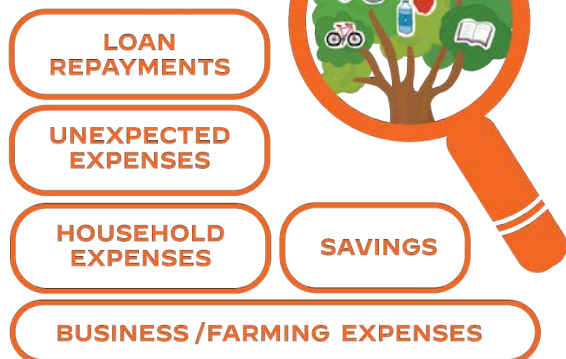 LOAN
REPAYMENTS
UNEXPECTED
EXPENSES
HOUSEHOLD
EXPENSES
SAVINGS
BUSINESS / FARMING EXPENSES